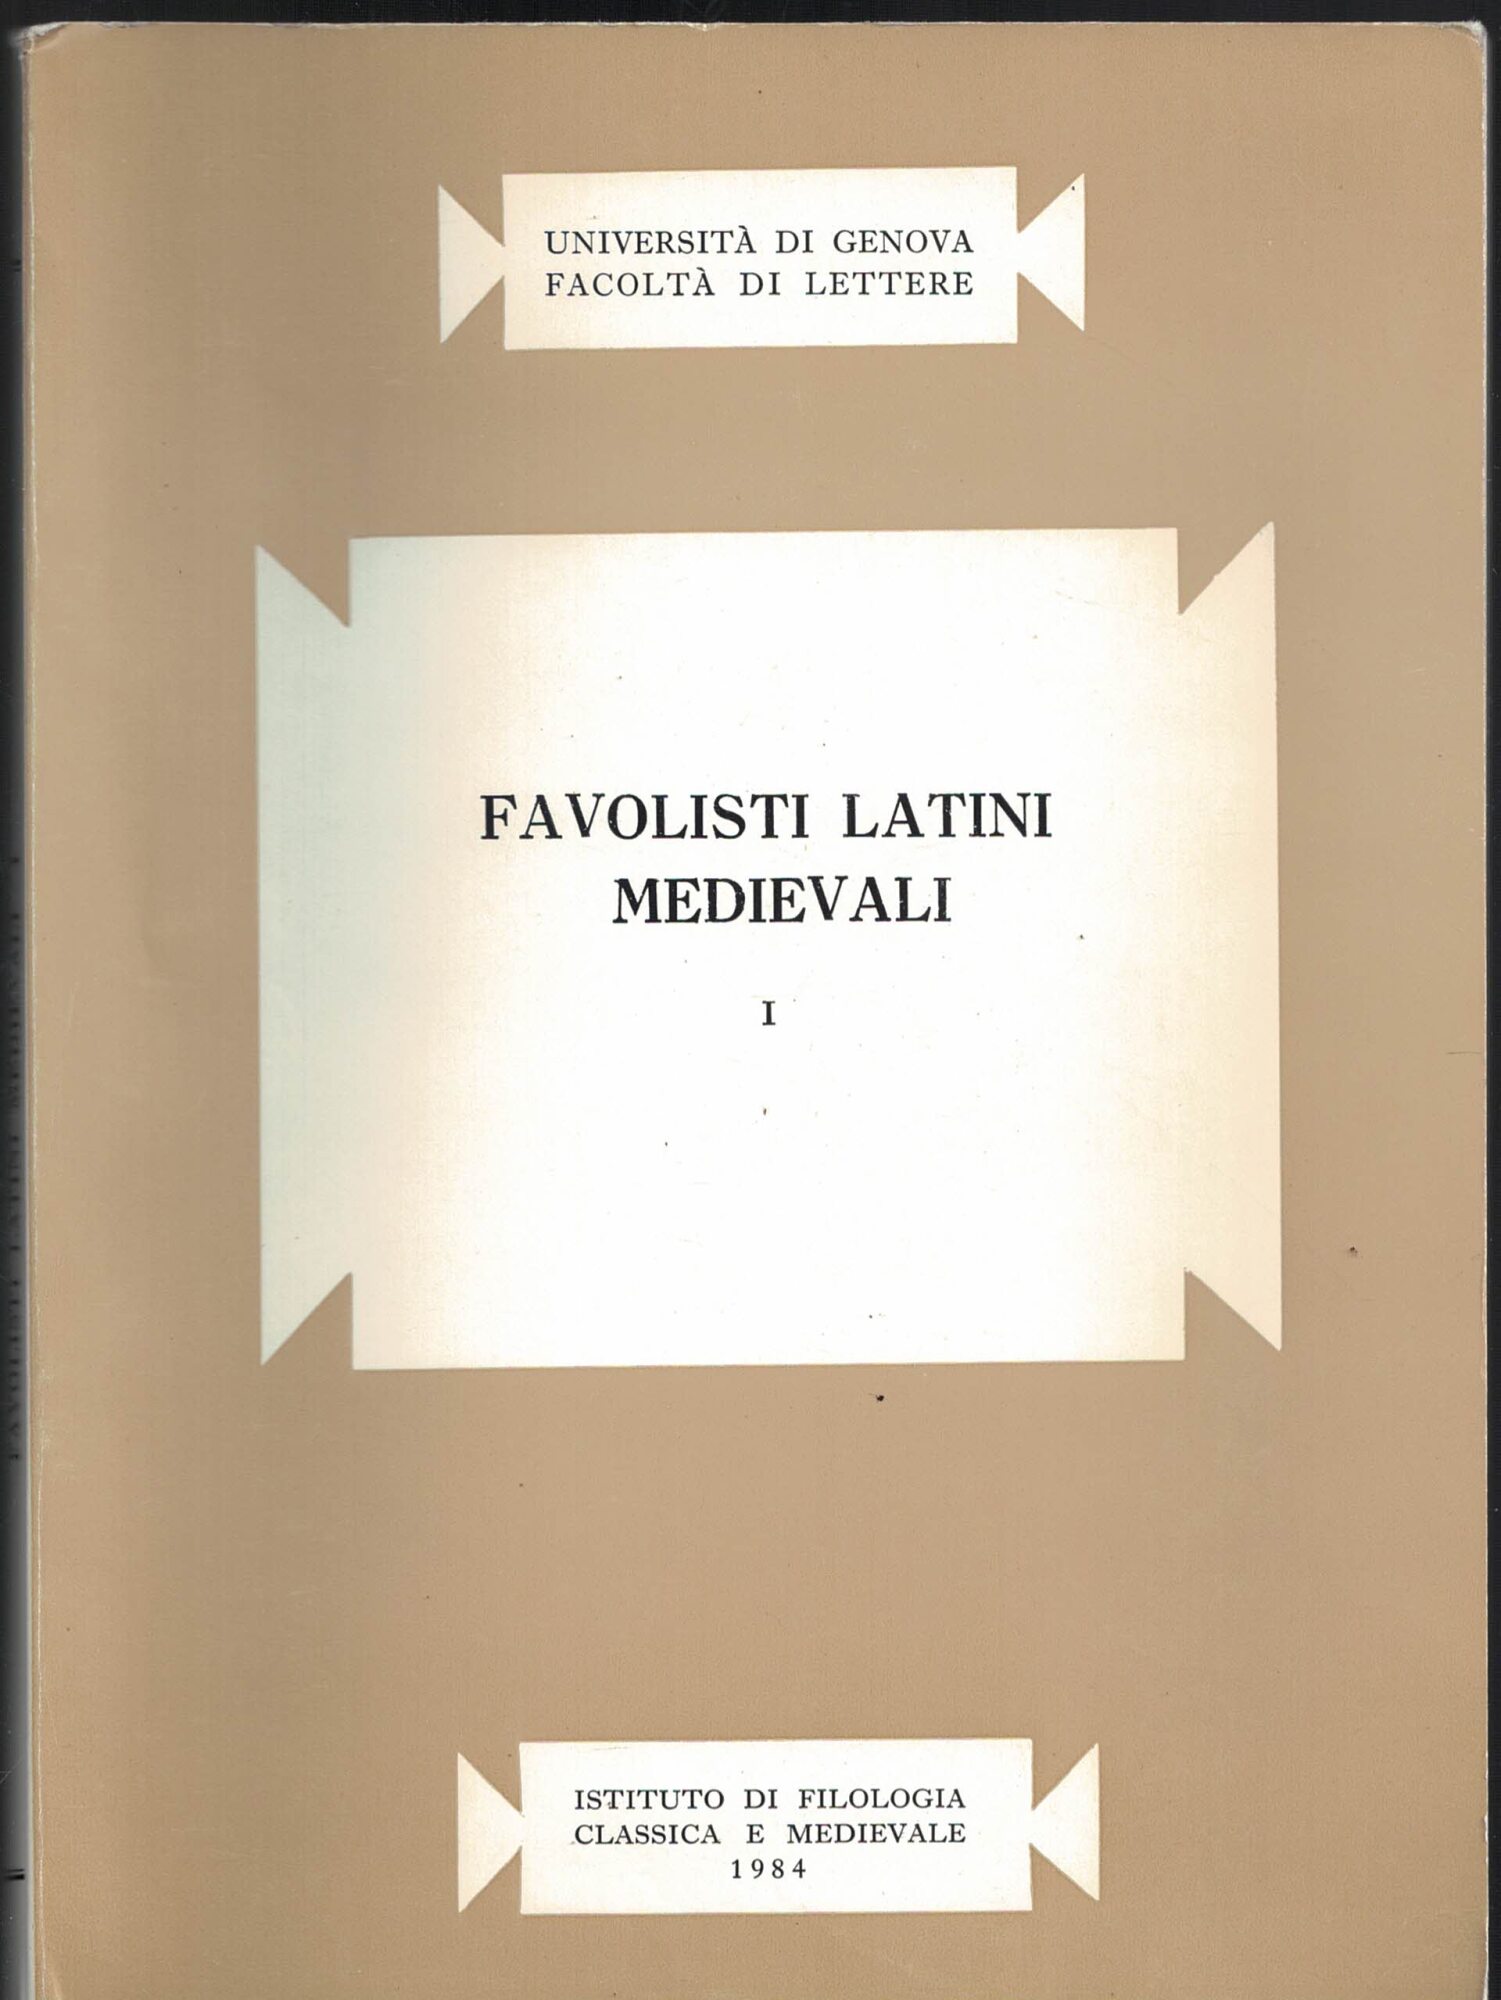 UNIVERSITÀ DI GENOVA
FACOLTÀ DI LETTERE
FAVOLISTI LATINI
MEDIEVALI
I
ISTITUTO DI FILOLOGIA
CLASSICA E MEDIEVALE
1984